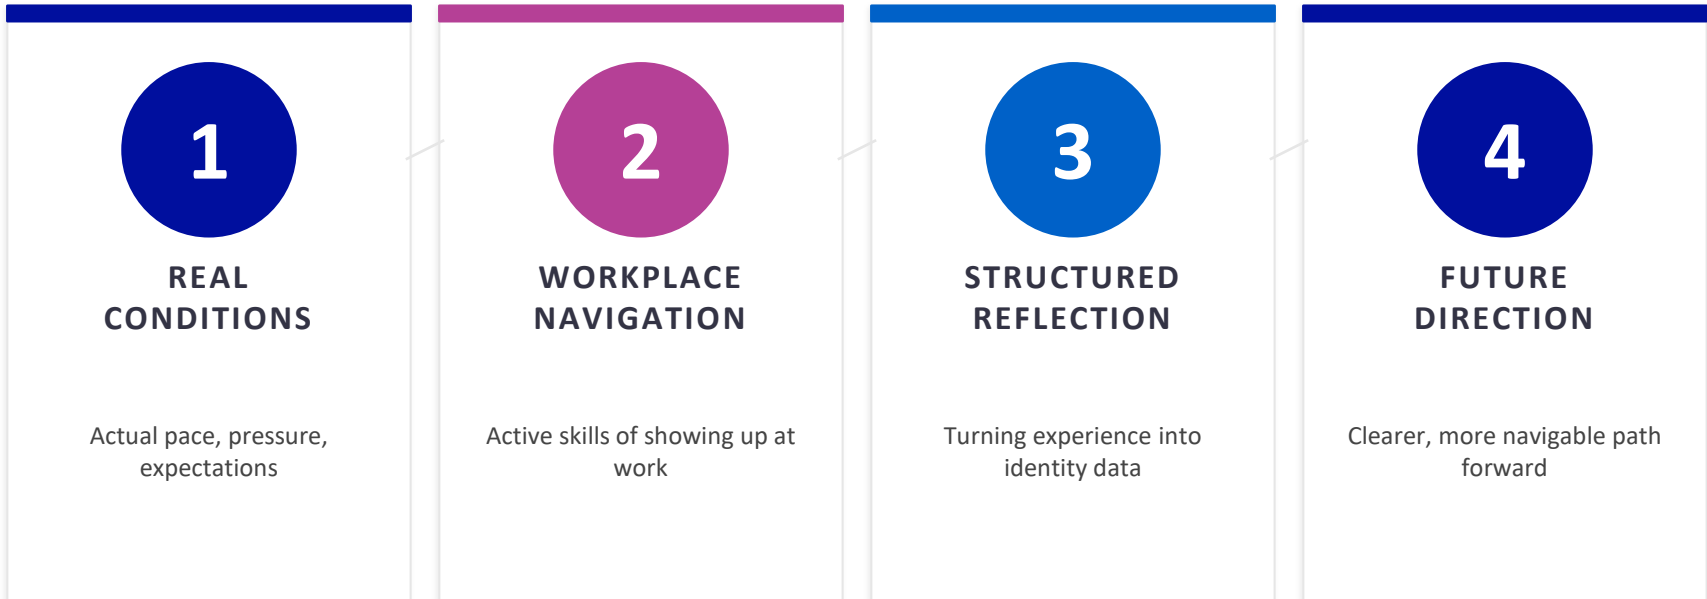 1
REAL
CONDITIONS
Actual pace, pressure,
expectations
2
WORKPLACE
NAVIGATION
Active skills of showing up at
work
3
STRUCTURED
REFLECTION
Turning experience into
identity data
4
FUTURE
DIRECTION
Clearer, more navigable path
forward